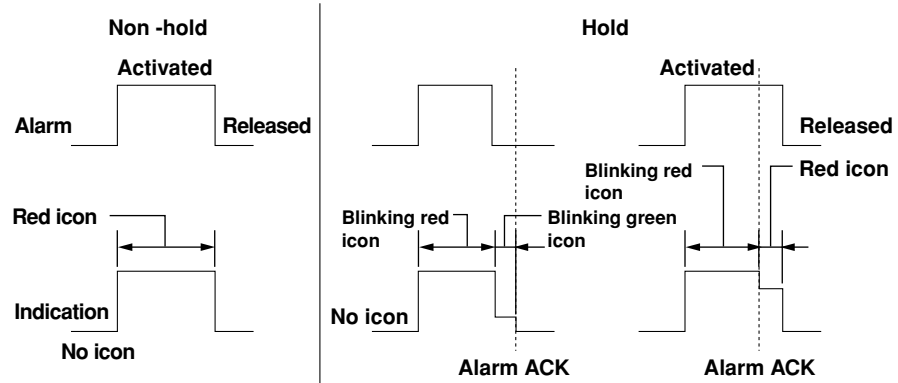 Non -hold
Activated
Alarm
Released
Red icon
Indication
No icon
Hold
Activated
Released
Blinking red
icon
Blinking green
icon
No icon
Alarm ACK
Blinking red
icon
Red icon
Alarm ACK